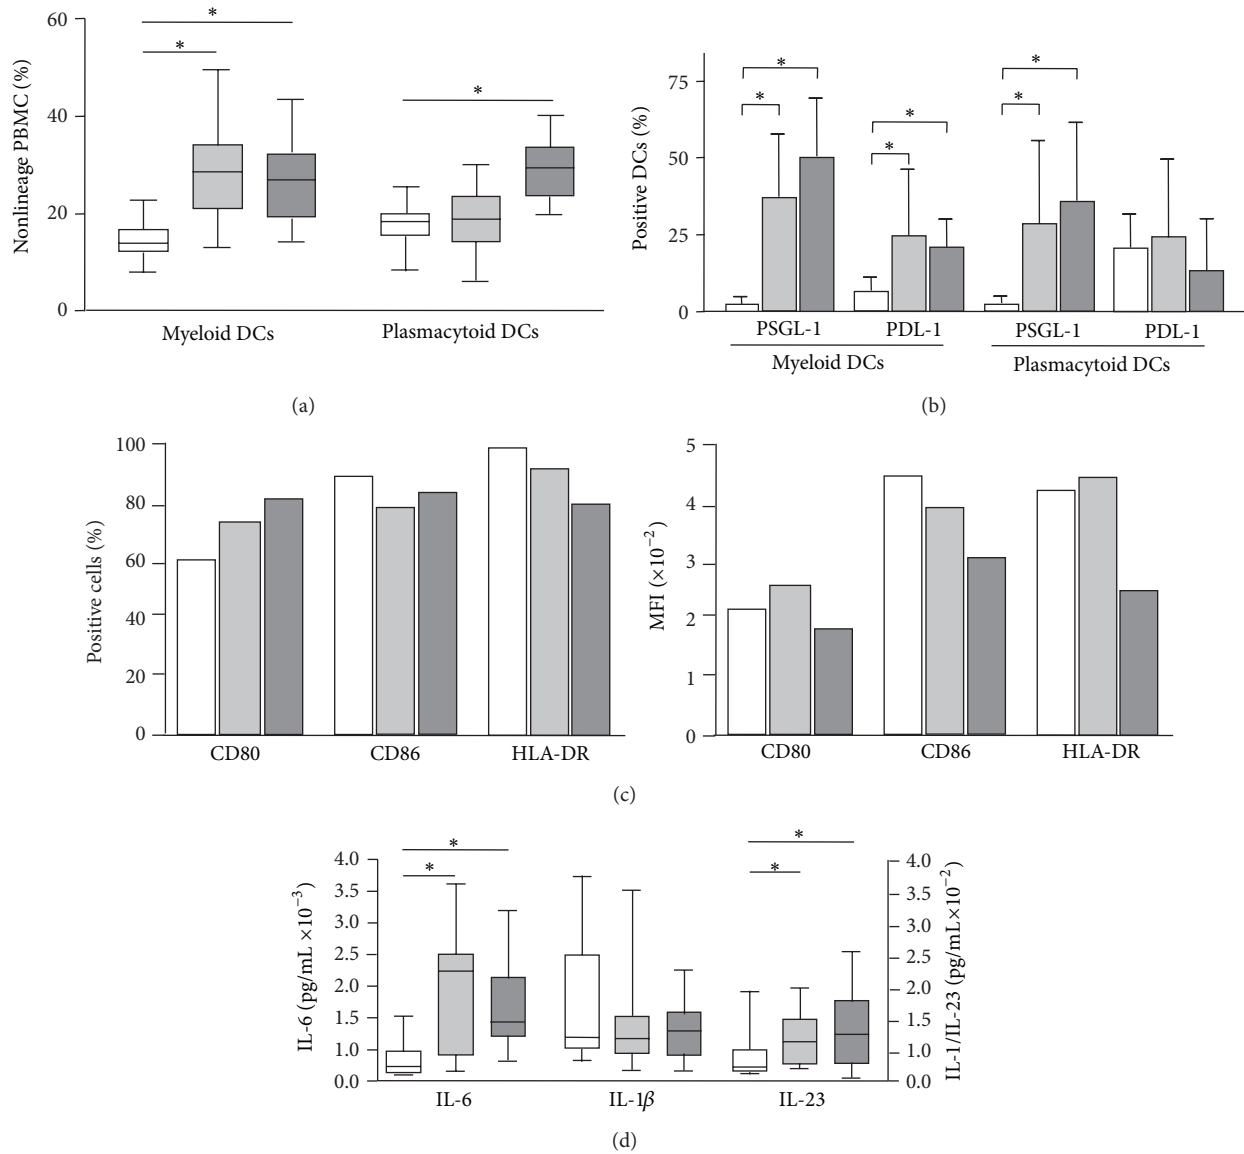 60
40
20
0
Nonlineage PBMC (%)
*
*
*
Myeloid DCs
Plasmacytoid DCs
(a)
75
50
25
0
Positive DCs (%)
*
*
*
*
*
*
PSGL-1
PDL-1
PSGL-1
PDL-1
Myeloid DCs
Plasmacytoid DCs
(b)
100
80
60
40
20
0
Positive cells (%)
CD80
CD86
HLA-DR
5
4
3
2
1
0
MFI (×10−2)
CD80
CD86
HLA-DR
(c)
4.0
3.5
3.0
2.5
2.0
1.5
1.0
0.0
IL-6 (pg/mL ×10−3)
*
*
*
*
4.0
3.5
3.0
2.5
2.0
1.5
1.0
0.0
IL-1/IL-23 (pg/mL×10−2)
IL-6
IL-1β
IL-23
(d)